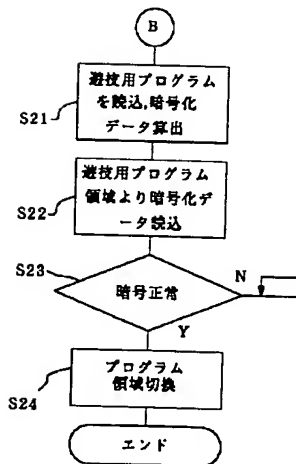 B
遊技用プログラム
を読込,暗号化
データ算出
S21
遊技用プログラム
領域より暗号化デ
ータ読込
S22
S23
暗号正常
N
Y
プログラム
領域切換
S24
エンド